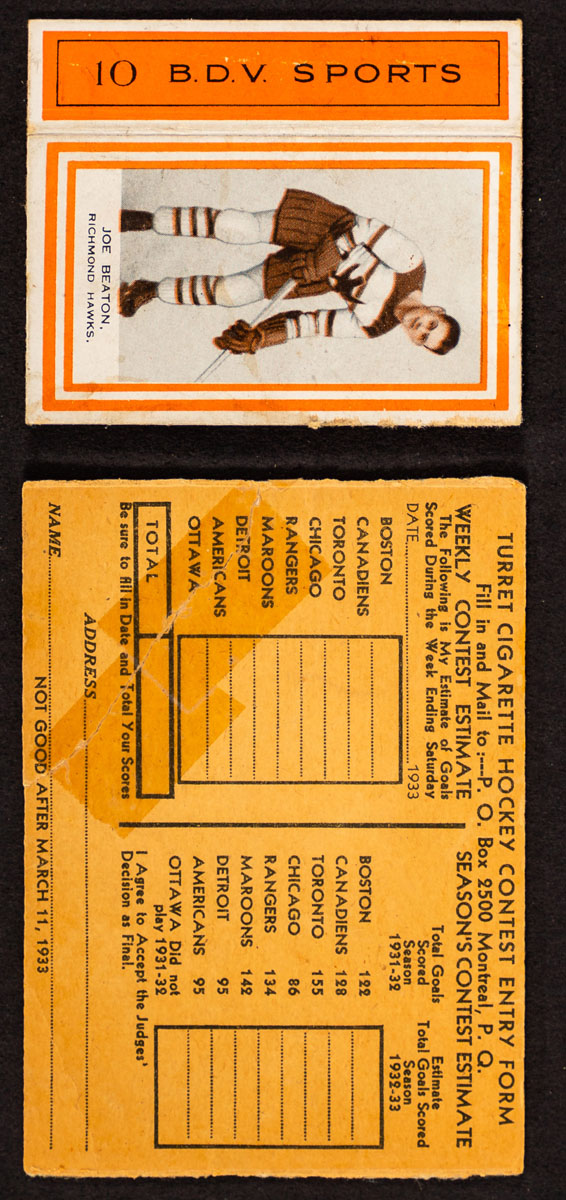 10 B.D.V. SPORTS
JOE BEATON,
RICHMOND HAWKS.
TURRET CIGARETTE HOCKEY CONTEST ENTRY FORM
Fill in and Mail to :--- P. O. Box 2500 Montreal, P. Q.
WEEKLY CONTEST ESTIMATE
The Following is My Estimate of Goals
Scored During the Week Ending Saturday
DATE 1933
BOSTON
CANADIENS
TORONTO
CHICAGO
RANGERS
MAROONS
DETROIT
AMERICANS
OTTAWA
TOTAL
Be sure to fill in Date and Total Your Scores
SEASON'S CONTEST ESTIMATE
Total Goals
Scored
Season
1931-32
Estimate
Total Goals Scored
Season
1932-33
BOSTON 122
CANADIENS 128
TORONTO 155
CHICAGO 86
RANGERS 134
MAROONS 142
DETROIT 95
AMERICANS 95
OTTAWA Did not
play 1931-32
I Agree to Accept the Judges'
Decision as Final.
ADDRESS
NAME
NOT GOOD AFTER MARCH 11, 1933